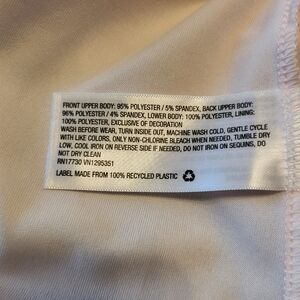 FRONT UPPER BODY: 95% POLYESTER / 5% SPANDEX, BACK UPPER BODY:
96% POLYESTER / 4% SPANDEX, LOWER BODY: 100% POLYESTER, LINING:
100% POLYESTER, EXCLUSIVE OF DECORATION
WASH BEFORE WEAR, TURN INSIDE OUT, MACHINE WASH COLD, GENTLE CYCLE
WITH LIKE COLORS, ONLY NON-CHLORINE BLEACH WHEN NEEDED, TUMBLE DRY
LOW, COOL IRON ON REVERSE SIDE IF NEEDED, DO NOT IRON ON SEQUINS, DO
NOT DRY CLEAN
RN17730 VN1295351
LABEL MADE FROM 100% RECYCLED PLASTIC